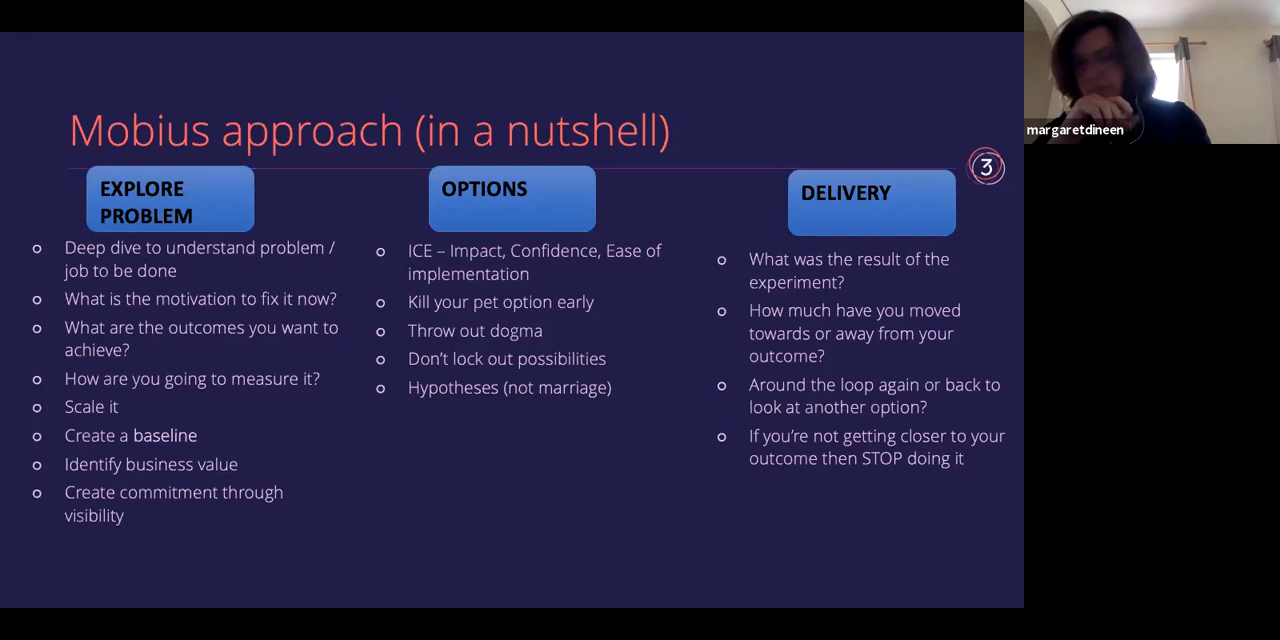 Mobius approach (in a nutshell)
3
EXPLORE
PROBLEM
o Deep dive to understand problem /
job to be done
o What is the motivation to fix it now?
o What are the outcomes you want to
achieve?
o How are you going to measure it?
o Scale it
o Create a baseline
o Identify business value
o Create commitment through
visibility
OPTIONS
o ICE – Impact, Confidence, Ease of
implementation
o Kill your pet option early
o Throw out dogma
o Don’t lock out possibilities
o Hypotheses (not marriage)
DELIVERY
o What was the result of the
experiment?
o How much have you moved
towards or away from your
outcome?
o Around the loop again or back to
look at another option?
o If you’re not getting closer to your
outcome then STOP doing it
margaretdineen